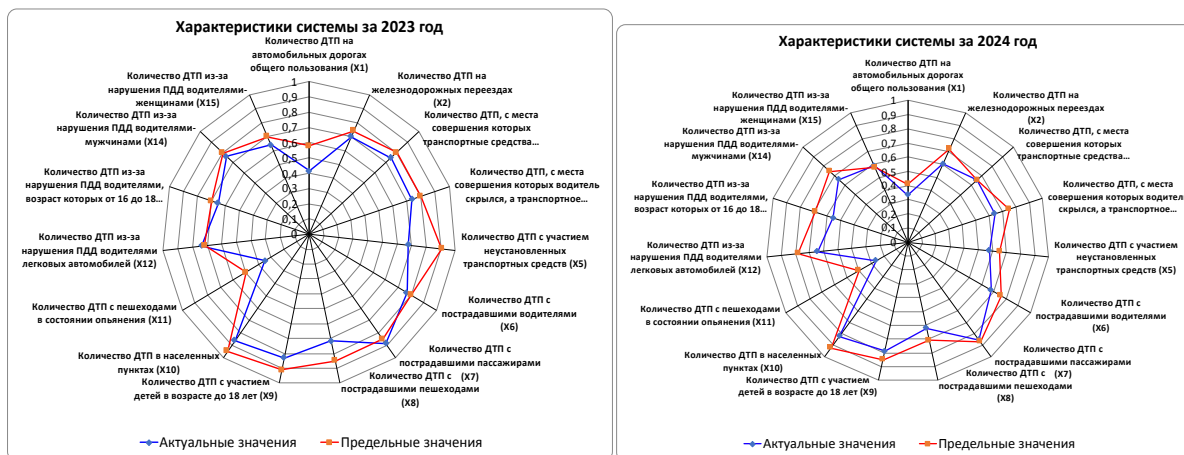 Характеристики системы за 2023 год
Количество ДТП на
автомобильных дорогах
общего пользования (X1)
Количество ДТП на
железнодорожных переездах
(X2)
Количество ДТП, с места
совершения которых
транспортные средства...
Количество ДТП, с места
совершения которых водитель
скрылся, а транспортное...
Количество ДТП с участием
неустановленных
транспортных средств (X5)
Количество ДТП с
пострадавшими водителями
(X6)
Количество ДТП с
пострадавшими пассажирами
(X7)
Количество ДТП с
пострадавшими пешеходами
(X8)
Количество ДТП с участием
детей в возрасте до 18 лет (X9)
Количество ДТП в населенных
пунктах (X10)
Количество ДТП с пешеходами
в состоянии опьянения (X11)
Количество ДТП из-за
нарушения ПДД водителями
легковых автомобилей (X12)
Количество ДТП из-за
нарушения ПДД водителями,
возраст которых от 16 до 18...
Количество ДТП из-за
нарушения ПДД водителями-
мужчинами (X14)
Количество ДТП из-за
нарушения ПДД водителями-
женщинами (X15)
1
0,9
0,8
0,7
0,6
0,5
0,4
0,3
0,2
0,1
0
Актуальные значения
Предельные значения
Характеристики системы за 2024 год
Количество ДТП на
автомобильных дорогах
общего пользования (X1)
Количество ДТП на
железнодорожных переездах
(X2)
Количество ДТП, с места
совершения которых
транспортные средства...
Количество ДТП, с места
совершения которых водитель
скрылся, а транспортное...
Количество ДТП с участием
неустановленных
транспортных средств (X5)
Количество ДТП с
пострадавшими водителями
(X6)
Количество ДТП с
пострадавшими пассажирами
(X7)
Количество ДТП с
пострадавшими пешеходами
(X8)
Количество ДТП с участием
детей в возрасте до 18 лет (X9)
Количество ДТП в населенных
пунктах (X10)
Количество ДТП с пешеходами
в состоянии опьянения (X11)
Количество ДТП из-за
нарушения ПДД водителями
легковых автомобилей (X12)
Количество ДТП из-за
нарушения ПДД водителями,
возраст которых от 16 до 18...
Количество ДТП из-за
нарушения ПДД водителями-
мужчинами (X14)
Количество ДТП из-за
нарушения ПДД водителями-
женщинами (X15)
1
0,9
0,8
0,7
0,6
0,5
0,4
0,3
0,2
0,1
0
Актуальные значения
Предельные значения